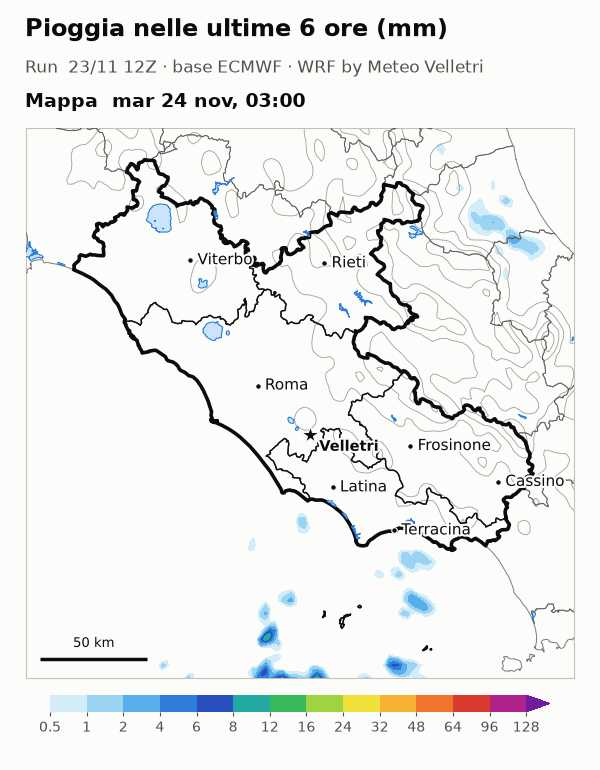 Pioggia nelle ultime 6 ore (mm)
Run  23/11 12Z · base ECMWF · WRF by Meteo Velletri
Mappa  mar 24 nov, 03:00
Viterbo
Rieti
Roma
Velletri
Frosinone
Latina
Cassino
Terracina
50 km
0.5 1 2 4 6 8 12 16 24 32 48 64 96 128